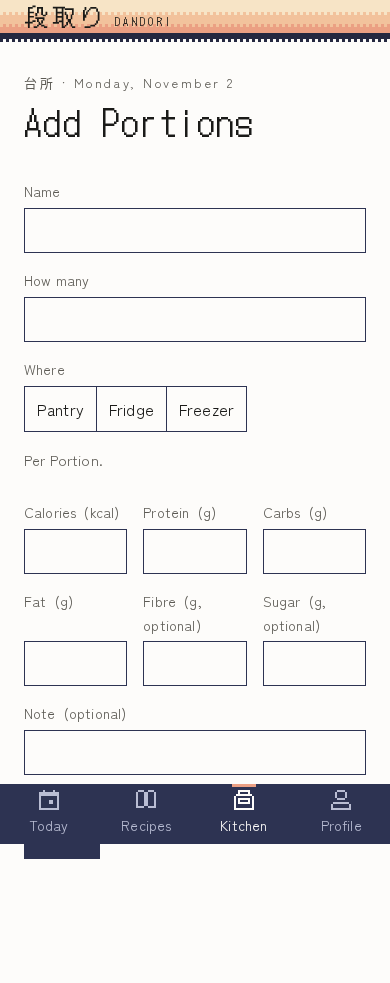 段取り DANDORI
台所 · Monday, November 2
Add Portions
Name
How many
Where
Pantry Fridge Freezer
Per Portion.
Calories (kcal) Protein (g) Carbs (g)
Fat (g) Fibre (g, optional) Sugar (g, optional)
Note (optional)
Today Recipes Kitchen Profile